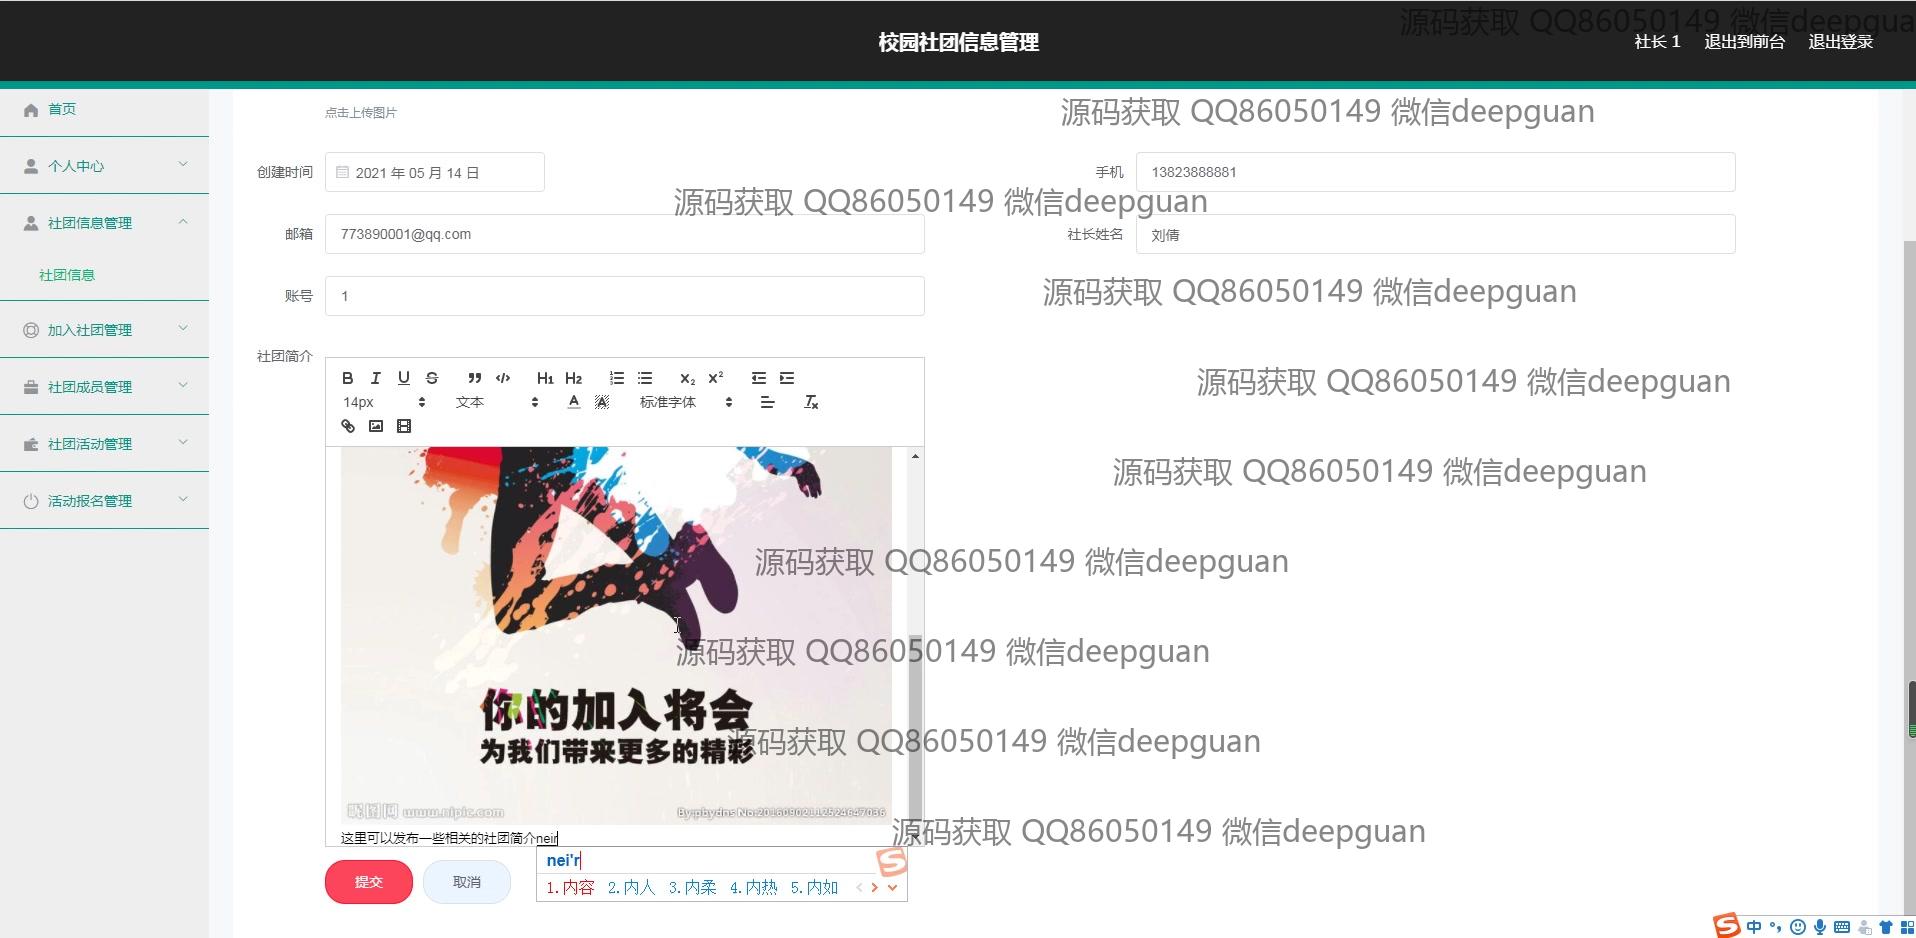 源码获取 QQ86050149 微信deepgua
校园社团信息管理
社长 1 退出到前台 退出登录
首页
点击上传图片
源码获取 QQ86050149 微信deepguan
个人中心
创建时间 2021 年 05 月 14 日
手机 13823888881
源码获取 QQ86050149 微信deepguan
社团信息管理
邮箱 773890001@qq.com
社长姓名 刘倩
社团信息
账号 1
源码获取 QQ86050149 微信deepguan
加入社团管理
社团简介
社团成员管理
B I U S H1 H2 X2 X2
源码获取 QQ86050149 微信deepguan
14px 文本 A A 标准字体 Tx
社团活动管理
源码获取 QQ86050149 微信deepguan
活动报名管理
源码获取 QQ86050149 微信deepguan
源码获取 QQ86050149 微信deepguan
你的加入将会
为我们带来更多的精彩
源码获取 QQ86050149 微信deepguan
昵图网 www.nipic.com By:pbydns No:20160902112524647036
源码获取 QQ86050149 微信deepguan
这里可以发布一些相关的社团简介neir
nei'r
提交 取消
1.内容 2.内人 3.内柔 4.内热 5.内如
中